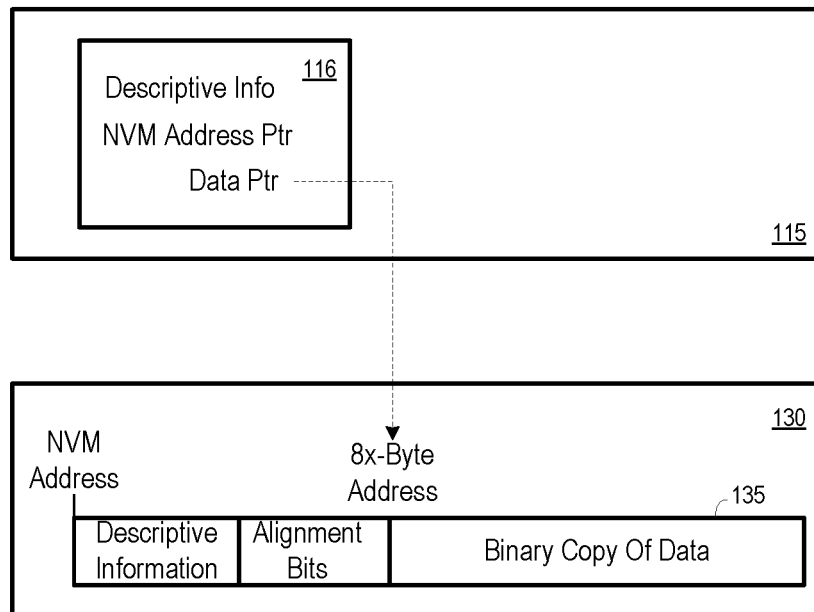 116
Descriptive Info
NVM Address Ptr
Data Ptr
115
130
NVM
Address
8x-Byte
Address
135
Descriptive
Information
Alignment
Bits
Binary Copy Of Data